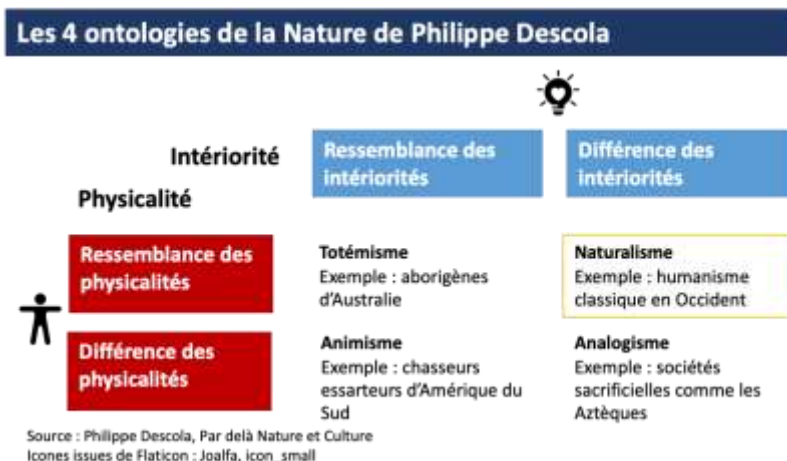 Les 4 ontologies de la Nature de Philippe Descola
Intériorité
Physicalité
Ressemblance des
intériorités
Différence des
intériorités
Ressemblance des
physicalités
Totémisme
Exemple : aborigènes
d'Australie
Naturalisme
Exemple : humanisme
classique en Occident
Différence des
physicalités
Animisme
Exemple : chasseurs
essarteurs d'Amérique du
Sud
Analogisme
Exemple : sociétés
sacrificielles comme les
Aztèques
Source : Philippe Descola, Par delà Nature et Culture
Icones issues de Flaticon : Joalfa, icon_small